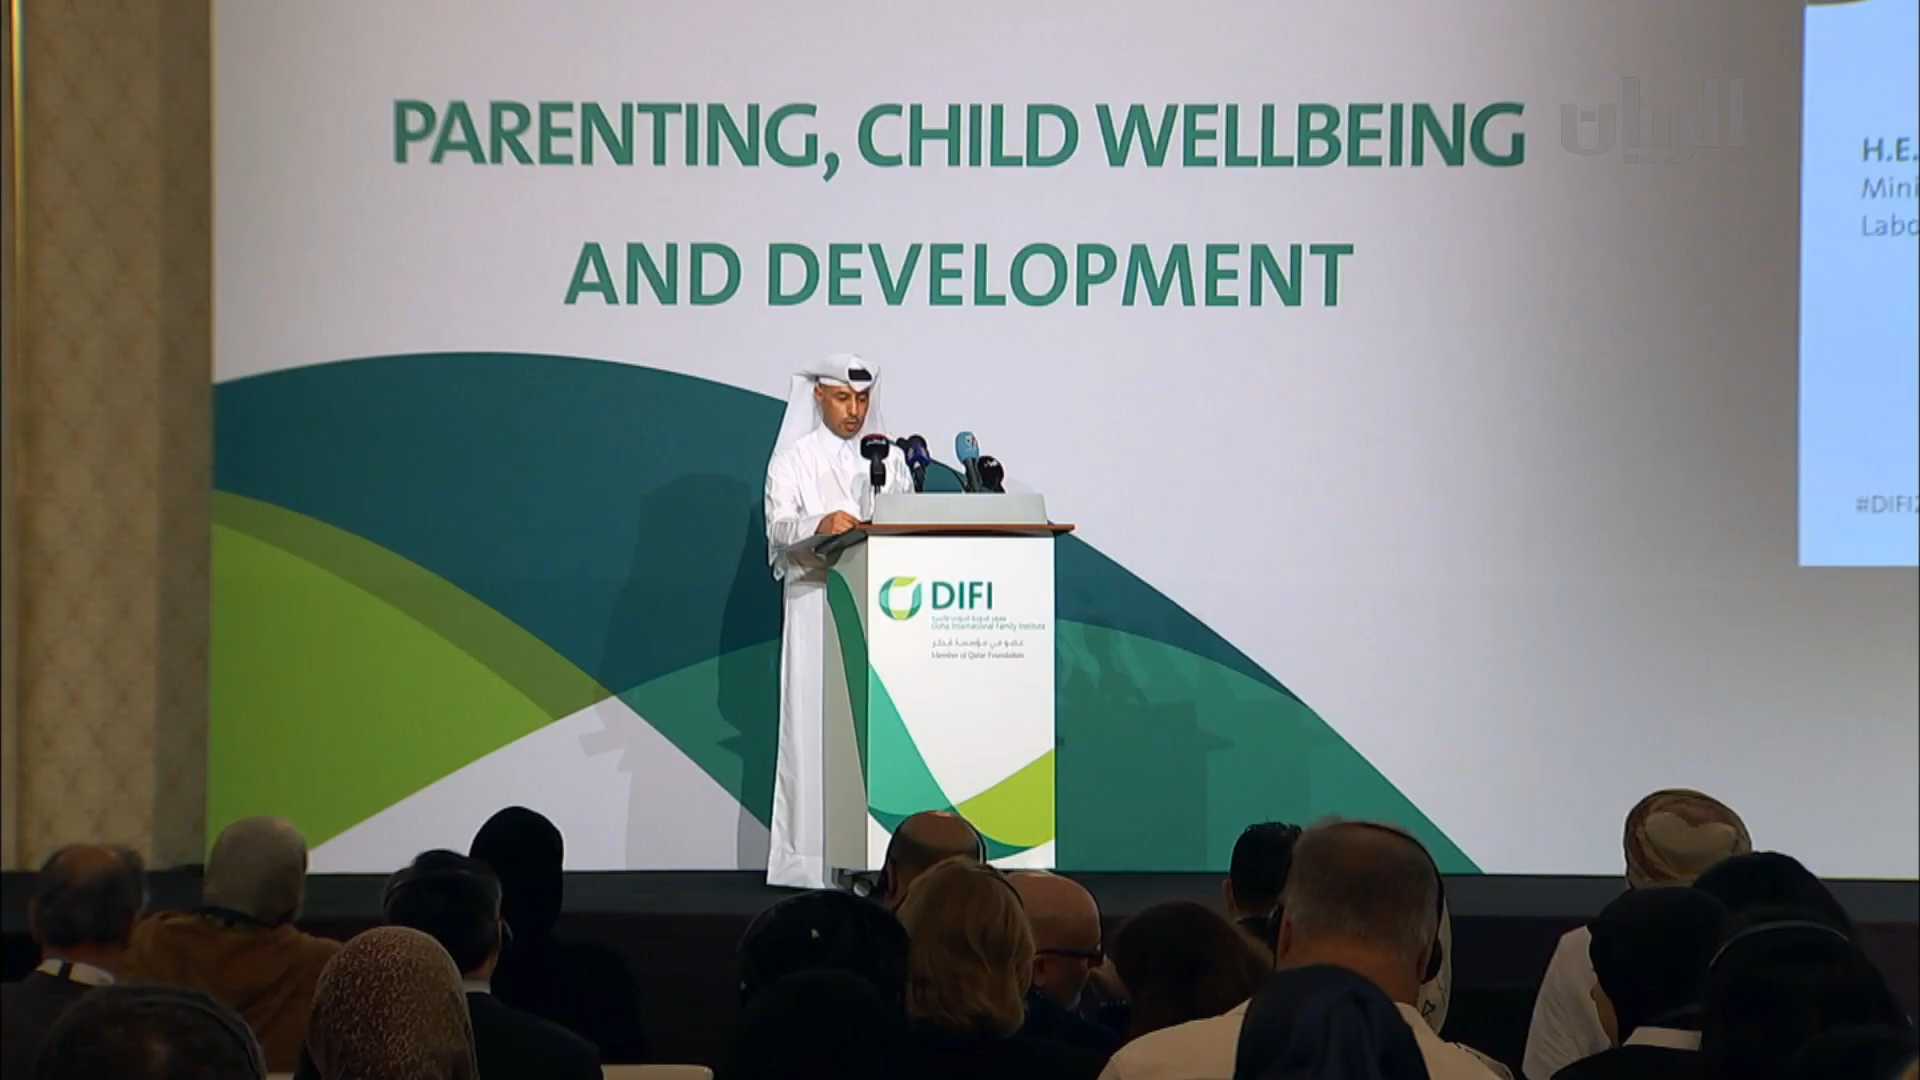 PARENTING, CHILD WELLBEING
AND DEVELOPMENT
الريان
H.E.
Mini
Labo
#DIFI2
DIFI
معهد الدوحة الدولي للأسرة
Doha International Family Institute
عضو في مؤسسة قطر
Member of Qatar Foundation